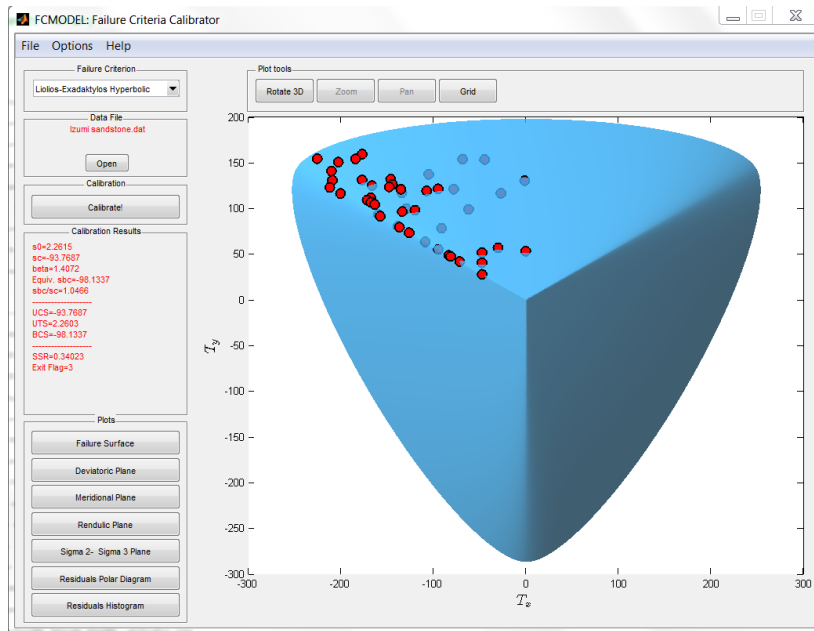 FCMODEL: Failure Criteria Calibrator
File Options Help
Failure Criterion
Liolios-Exadaktylos Hyperbolic
Data File
Izumi sandstone.dat
Open
Calibration
Calibrate!
Calibration Results
s0=2.2615
sc=-93.7687
beta=1.4072
Equiv. sbc=-98.1337
sbc/sc=1.0466
-------------------
UCS=-93.7687
UTS=2.2603
BCS=-98.1337
-------------------
SSR=0.34023
Exit Flag=3
Plots
Failure Surface
Deviatoric Plane
Meridional Plane
Rendulic Plane
Sigma 2- Sigma 3 Plane
Residuals Polar Diagram
Residuals Histogram
Plot tools
Rotate 3D Zoom Pan Grid
200
150
100
50
0
-50
-100
-150
-200
-250
-300
Ty
-300 -200 -100 0 100 200 300
Tx